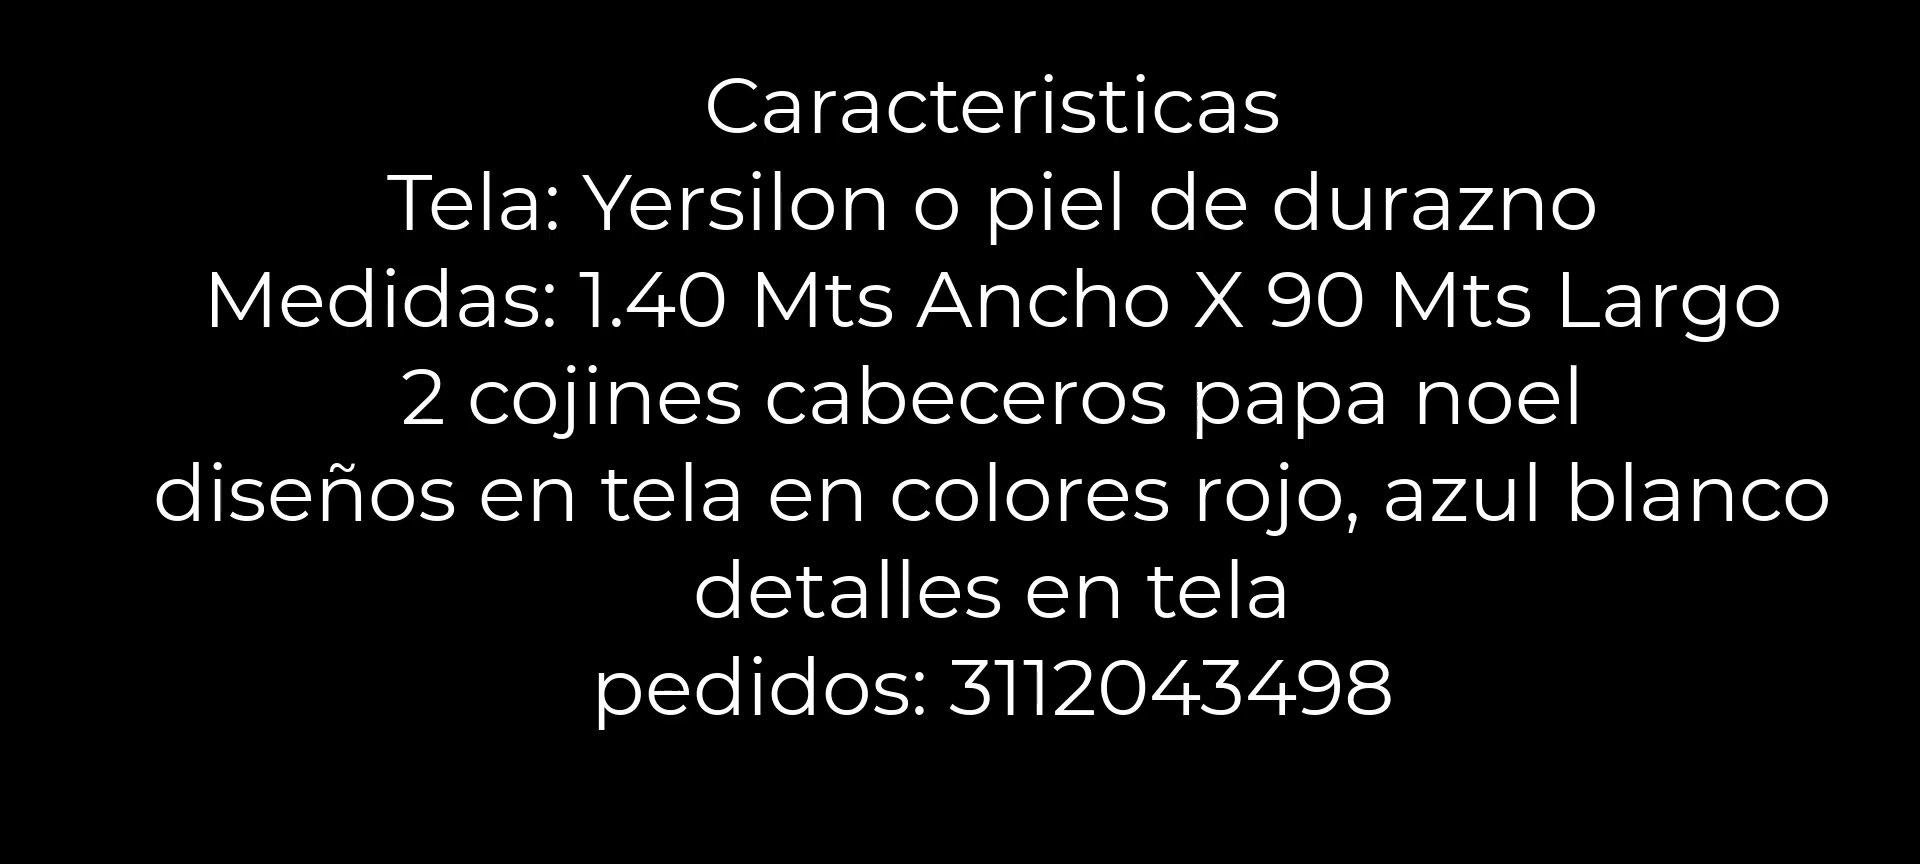 Caracteristicas
Tela: Yersilon o piel de durazno
Medidas: 1.40 Mts Ancho X 90 Mts Largo
2 cojines cabeceros papa noel
diseños en tela en colores rojo, azul blanco
detalles en tela
pedidos: 3112043498